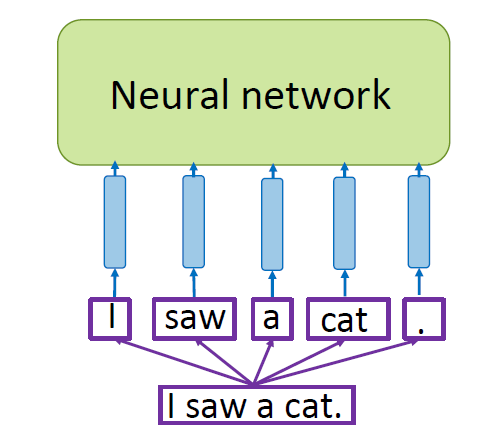 Neural network
I saw a cat .
I saw a cat.